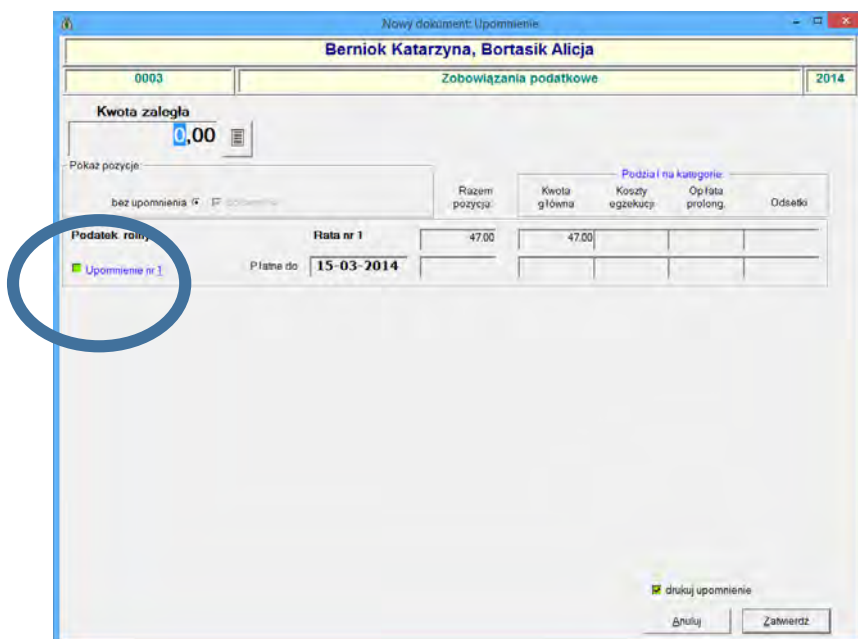 Nowy dokument: Upomnienie
Berniok Katarzyna, Bortasik Alicja
0003 Zobowiązania podatkowe 2014
Kwota zaległa
0,00
Pokaż pozycje:
bez upomnienia
Podział na kategorie:
Razem pozycja: Kwota główna Koszty egzekucji Opłata prolong. Odsetki
Podatek rolny Rata nr 1 47.00 47.00
Upomnienie nr 1 Płatne do 15-03-2014
drukuj upomnienie
Anuluj Zatwierdź